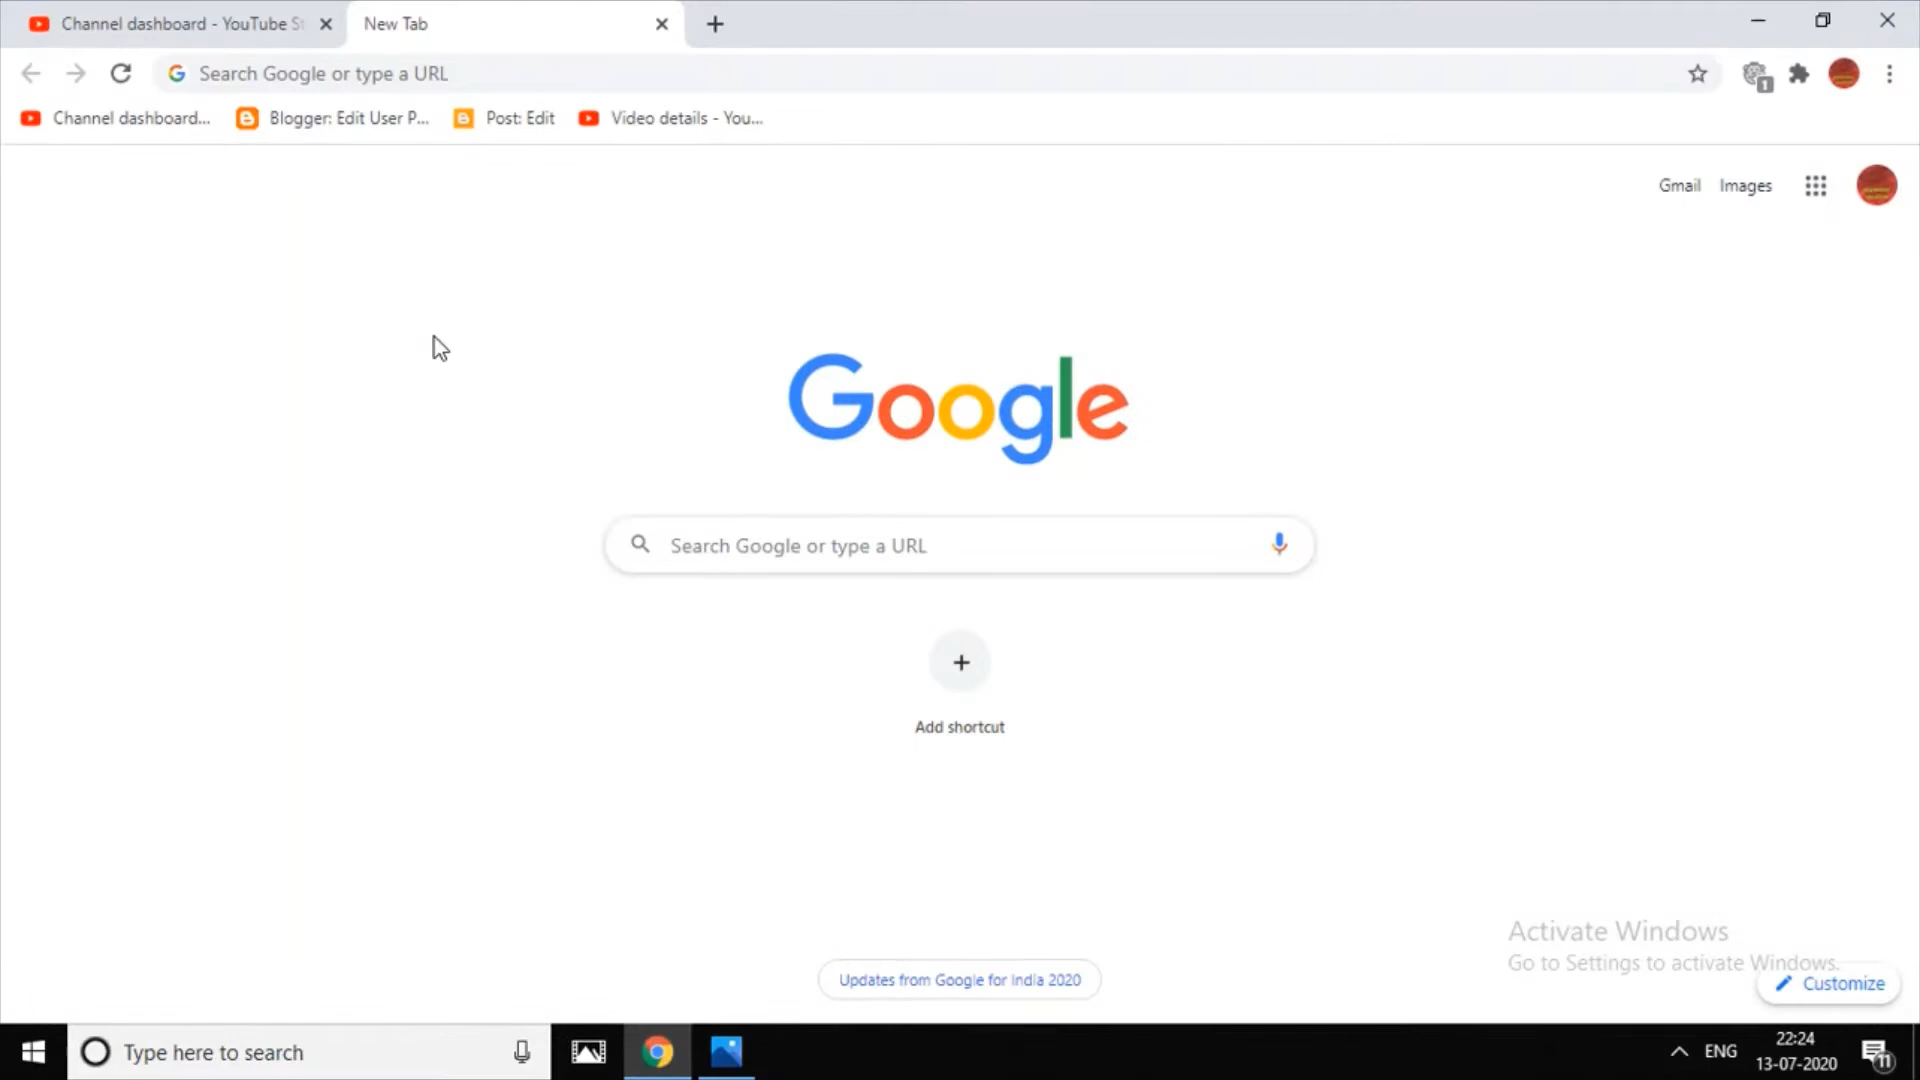 Channel dashboard - YouTube St
New Tab
Search Google or type a URL
1
Channel dashboard...
Blogger: Edit User P...
Post: Edit
Video details - You...
Gmail
Images
Google
Search Google or type a URL
Add shortcut
Activate Windows
Go to Settings to activate Windows.
Updates from Google for India 2020
Customize
Type here to search
ENG
22:24
13-07-2020
11